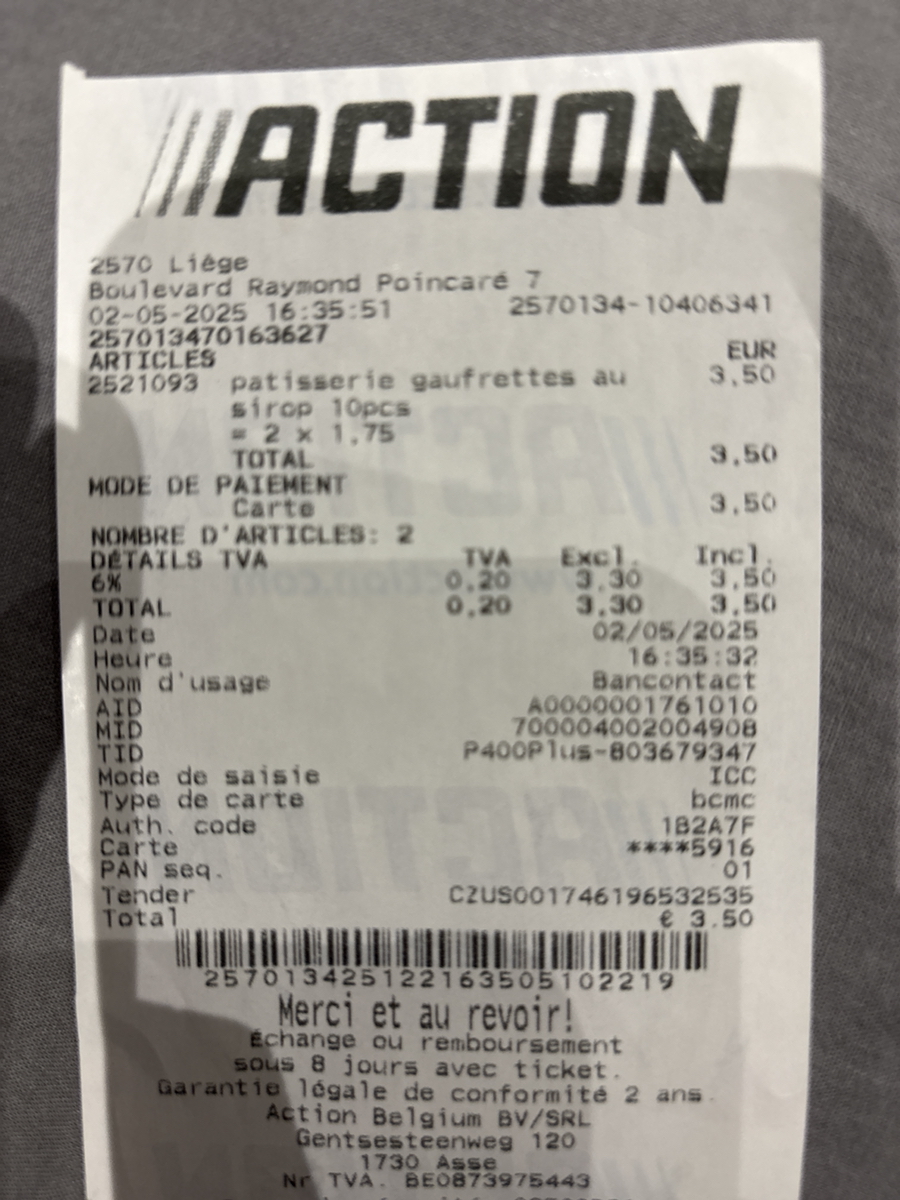 ACTION
2570 Liège
Boulevard Raymond Poincaré 7
02-05-2025 16:35:51 2570134-10406341
257013470163627
ARTICLES EUR
2521093 patisserie gaufrettes au 3,50
sirop 10pcs
= 2 x 1,75
TOTAL 3,50
MODE DE PAIEMENT
Carte 3,50
NOMBRE D'ARTICLES: 2
DÉTAILS TVA TVA Excl. Incl.
6% 0,20 3,30 3,50
TOTAL 0,20 3,30 3,50
Date 02/05/2025
Heure 16:35:32
Nom d'usage Bancontact
AID A0000001761010
MID 700004002004908
TID P400Plus-803679347
Mode de saisie ICC
Type de carte bcmc
Auth. code 1B2A7F
Carte ****5916
PAN seq. 01
Tender CZUS001746196532535
Total € 3.50
257013425122163505102219
Merci et au revoir!
Échange ou remboursement
sous 8 jours avec ticket.
Garantie légale de conformité 2 ans.
Action Belgium BV/SRL
Gentsesteenweg 120
1730 Asse
Nr TVA. BE0873975443